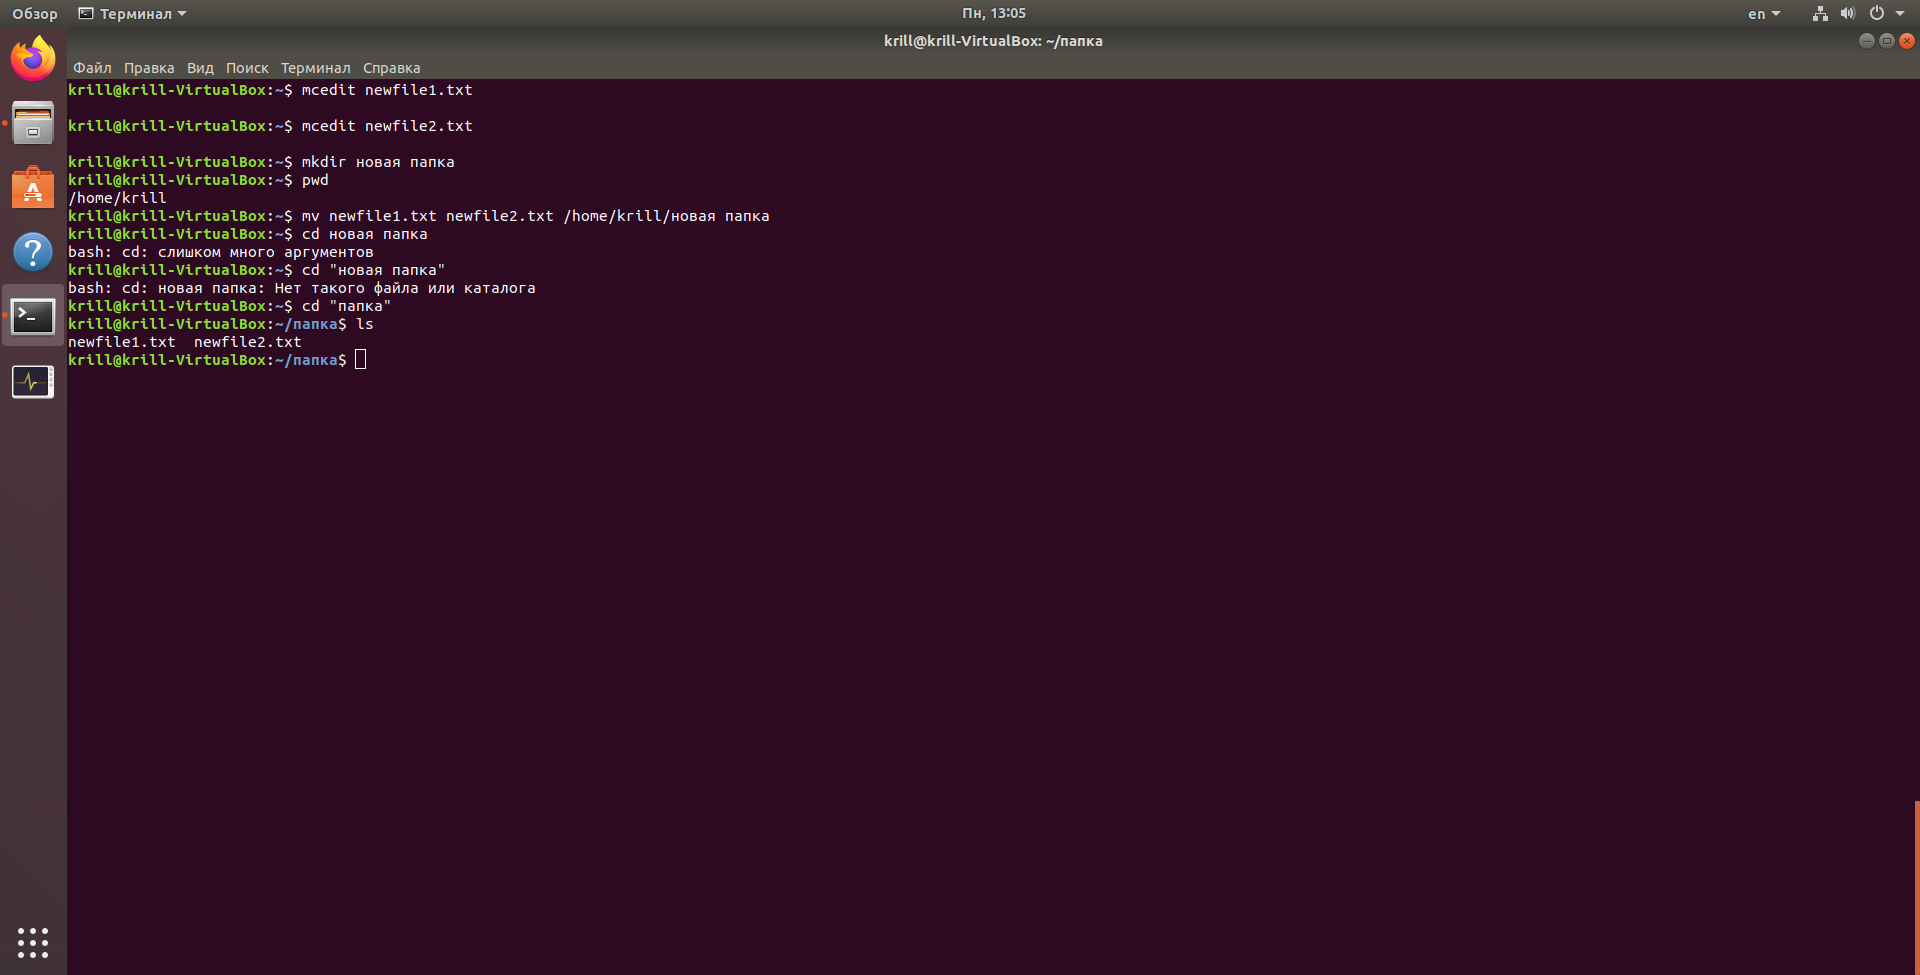 Обзор Терминал Пн, 13:05 en
krill@krill-VirtualBox: ~/папка
Файл Правка Вид Поиск Терминал Справка
krill@krill-VirtualBox:~$ mcedit newfile1.txt
krill@krill-VirtualBox:~$ mcedit newfile2.txt
krill@krill-VirtualBox:~$ mkdir новая папка
krill@krill-VirtualBox:~$ pwd
/home/krill
krill@krill-VirtualBox:~$ mv newfile1.txt newfile2.txt /home/krill/новая папка
krill@krill-VirtualBox:~$ cd новая папка
bash: cd: слишком много аргументов
krill@krill-VirtualBox:~$ cd "новая папка"
bash: cd: новая папка: Нет такого файла или каталога
krill@krill-VirtualBox:~$ cd "папка"
krill@krill-VirtualBox:~/папка$ ls
newfile1.txt  newfile2.txt
krill@krill-VirtualBox:~/папка$